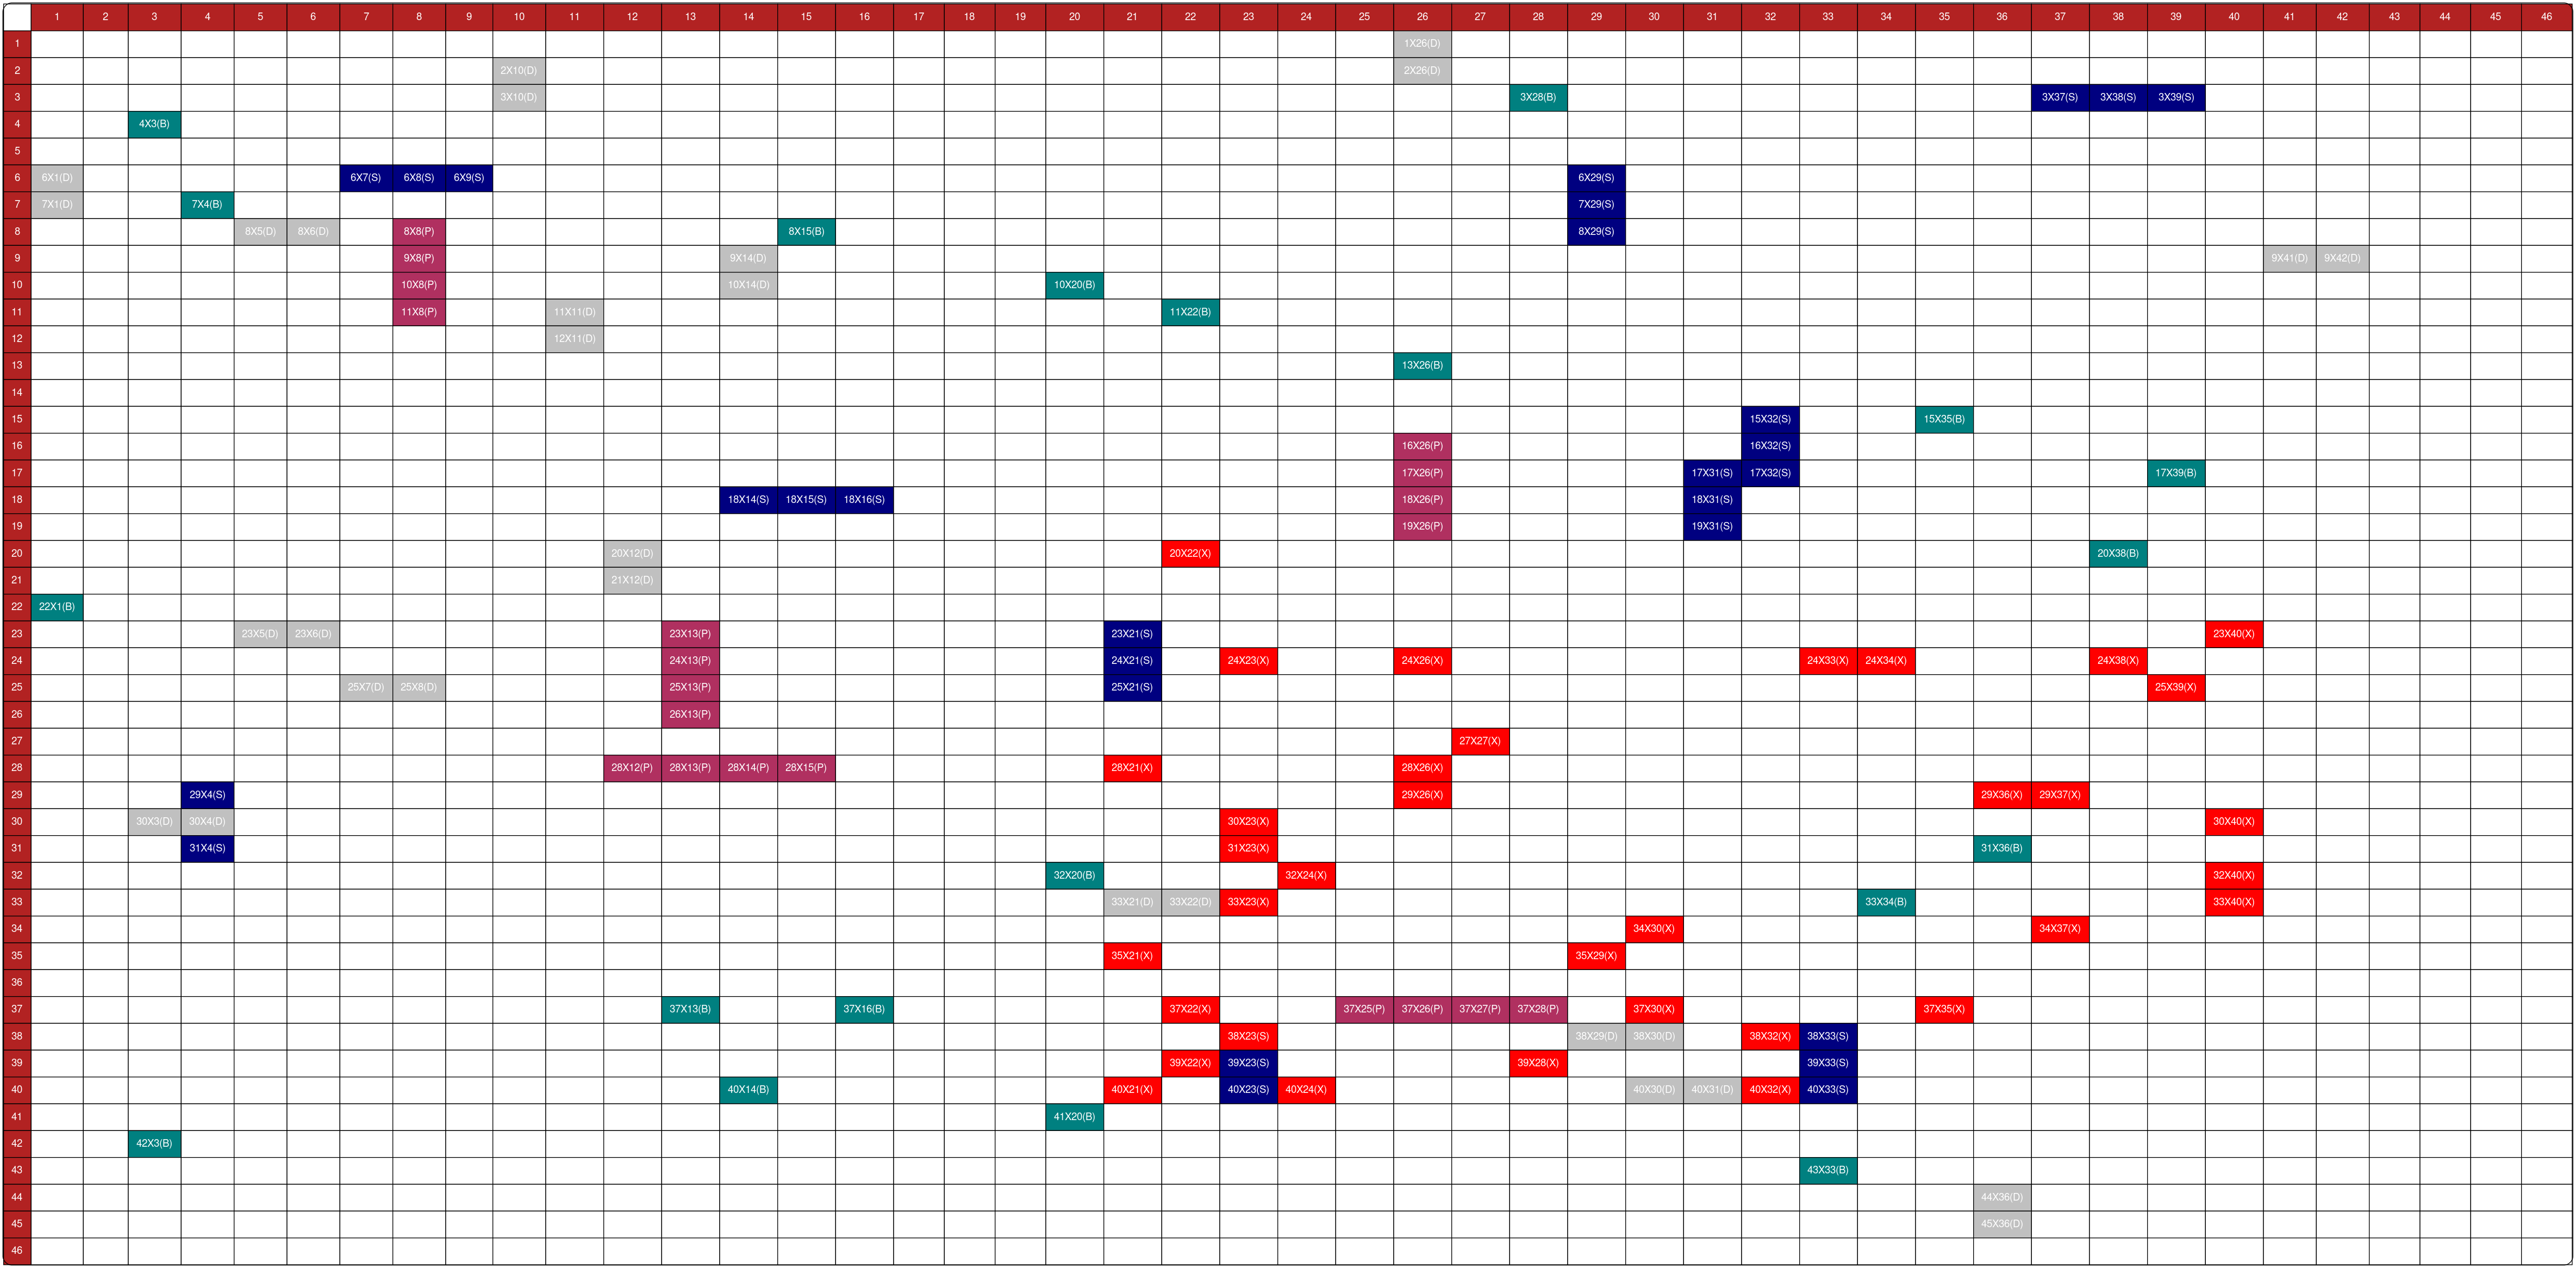 1 2 3 4 5 6 7 8 9 10 11 12 13 14 15 16 17 18 19 20 21 22 23 24 25 26 27 28 29 30 31 32 33 34 35 36 37 38 39 40 41 42 43 44 45 46
1 1X26(D)
2 2X10(D) 2X26(D)
3 3X10(D) 3X28(B) 3X37(S) 3X38(S) 3X39(S)
4 4X3(B)
5
6 6X1(D) 6X7(S) 6X8(S) 6X9(S) 6X29(S)
7 7X1(D) 7X4(B) 7X29(S)
8 8X5(D) 8X6(D) 8X8(P) 8X15(B) 8X29(S)
9 9X8(P) 9X14(D) 9X41(D) 9X42(D)
10 10X8(P) 10X14(D) 10X20(B)
11 11X8(P) 11X11(D) 11X22(B)
12 12X11(D)
13 13X26(B)
14
15 15X32(S) 15X35(B)
16 16X26(P) 16X32(S)
17 17X26(P) 17X31(S) 17X32(S) 17X39(B)
18 18X14(S) 18X15(S) 18X16(S) 18X26(P) 18X31(S)
19 19X26(P) 19X31(S)
20 20X12(D) 20X22(X) 20X38(B)
21 21X12(D)
22 22X1(B)
23 23X5(D) 23X6(D) 23X13(P) 23X21(S) 23X40(X)
24 24X13(P) 24X21(S) 24X23(X) 24X26(X) 24X33(X) 24X34(X) 24X38(X)
25 25X7(D) 25X8(D) 25X13(P) 25X21(S) 25X39(X)
26 26X13(P)
27 27X27(X)
28 28X12(P) 28X13(P) 28X14(P) 28X15(P) 28X21(X) 28X26(X)
29 29X4(S) 29X26(X) 29X36(X) 29X37(X)
30 30X3(D) 30X4(D) 30X23(X) 30X40(X)
31 31X4(S) 31X23(X) 31X36(B)
32 32X20(B) 32X24(X) 32X40(X)
33 33X21(D) 33X22(D) 33X23(X) 33X34(B) 33X40(X)
34 34X30(X) 34X37(X)
35 35X21(X) 35X29(X)
36
37 37X13(B) 37X16(B) 37X22(X) 37X25(P) 37X26(P) 37X27(P) 37X28(P) 37X30(X) 37X35(X)
38 38X23(S) 38X29(D) 38X30(D) 38X32(X) 38X33(S)
39 39X22(X) 39X23(S) 39X28(X) 39X33(S)
40 40X14(B) 40X21(X) 40X23(S) 40X24(X) 40X30(D) 40X31(D) 40X32(X) 40X33(S)
41 41X20(B)
42 42X3(B)
43 43X33(B)
44 44X36(D)
45 45X36(D)
46